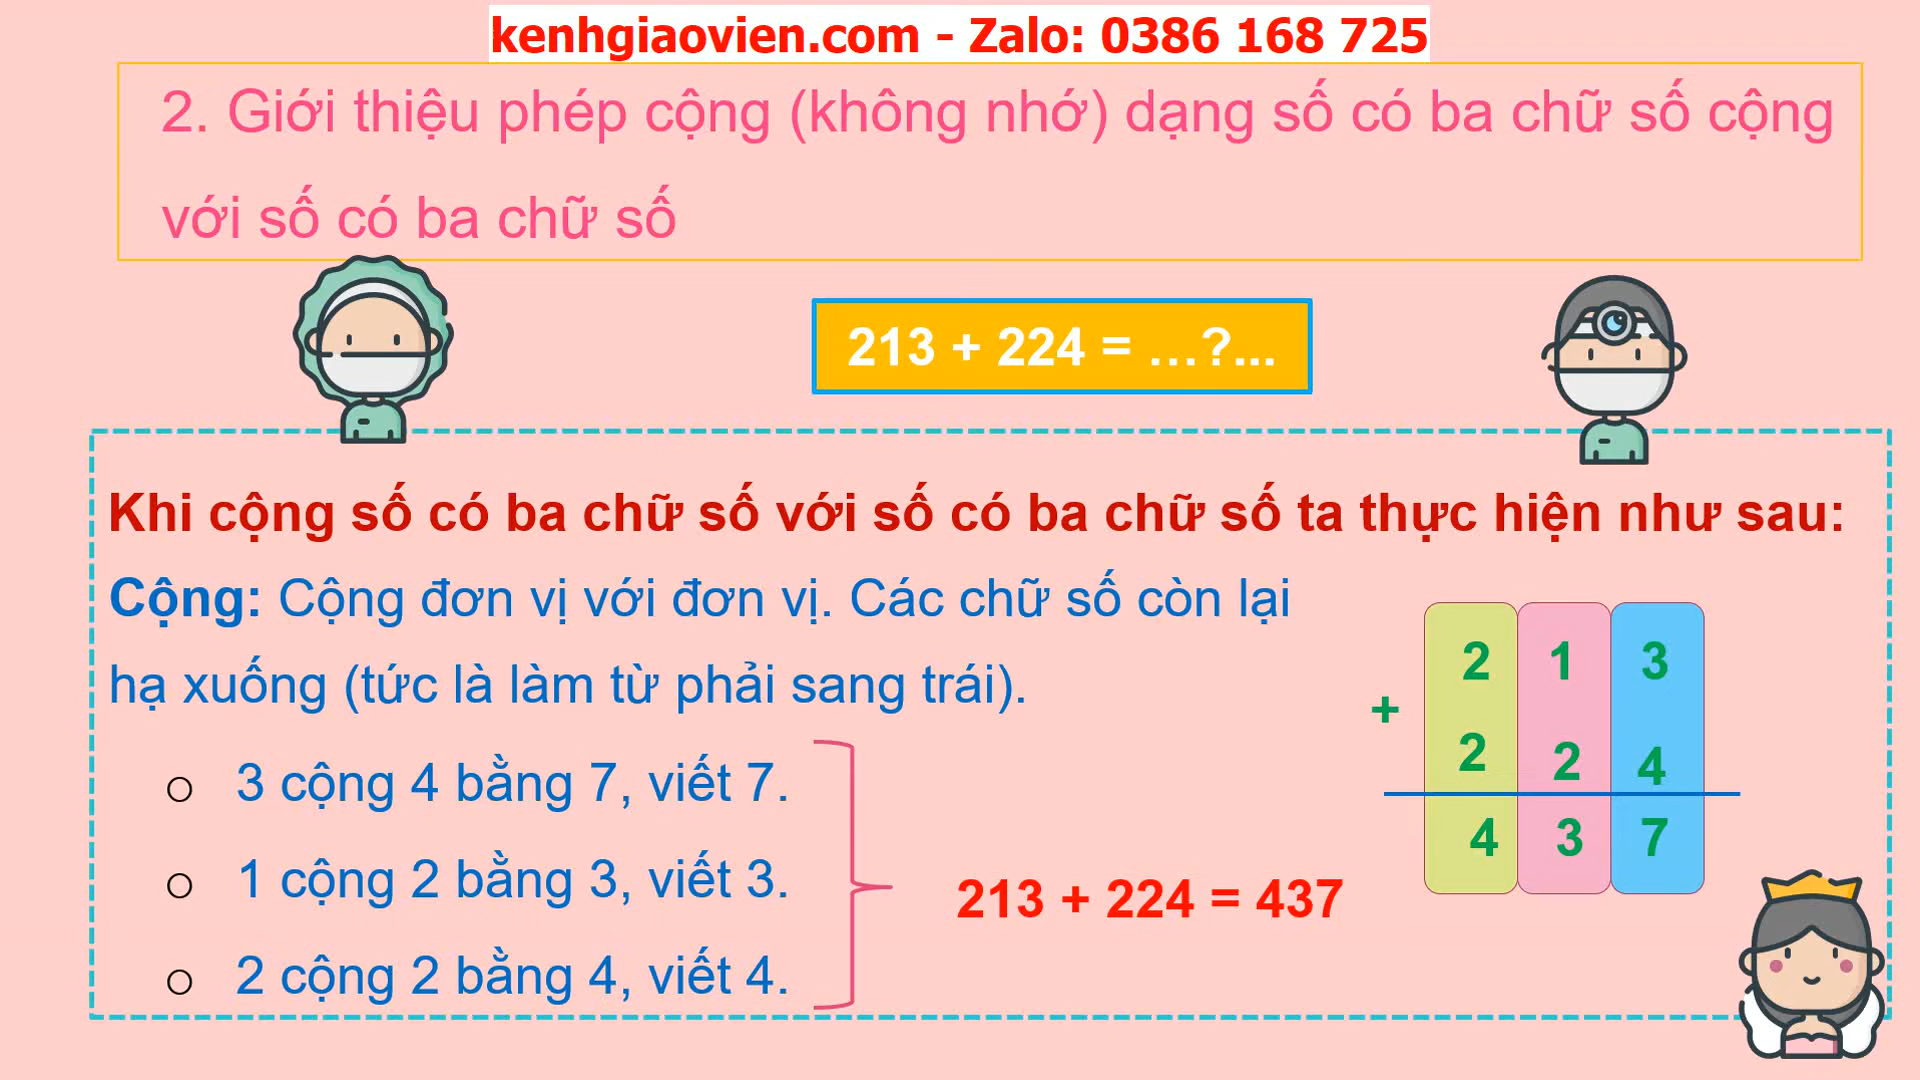 kenhgiaovien.com - Zalo: 0386 168 725
2. Giới thiệu phép cộng (không nhớ) dạng số có ba chữ số cộng
với số có ba chữ số
213 + 224 = …?...
Khi cộng số có ba chữ số với số có ba chữ số ta thực hiện như sau:
Cộng: Cộng đơn vị với đơn vị. Các chữ số còn lại
hạ xuống (tức là làm từ phải sang trái).
o 3 cộng 4 bằng 7, viết 7.
o 1 cộng 2 bằng 3, viết 3.
o 2 cộng 2 bằng 4, viết 4.
213 + 224 = 437
2 1 3
+
2 2 4
4 3 7